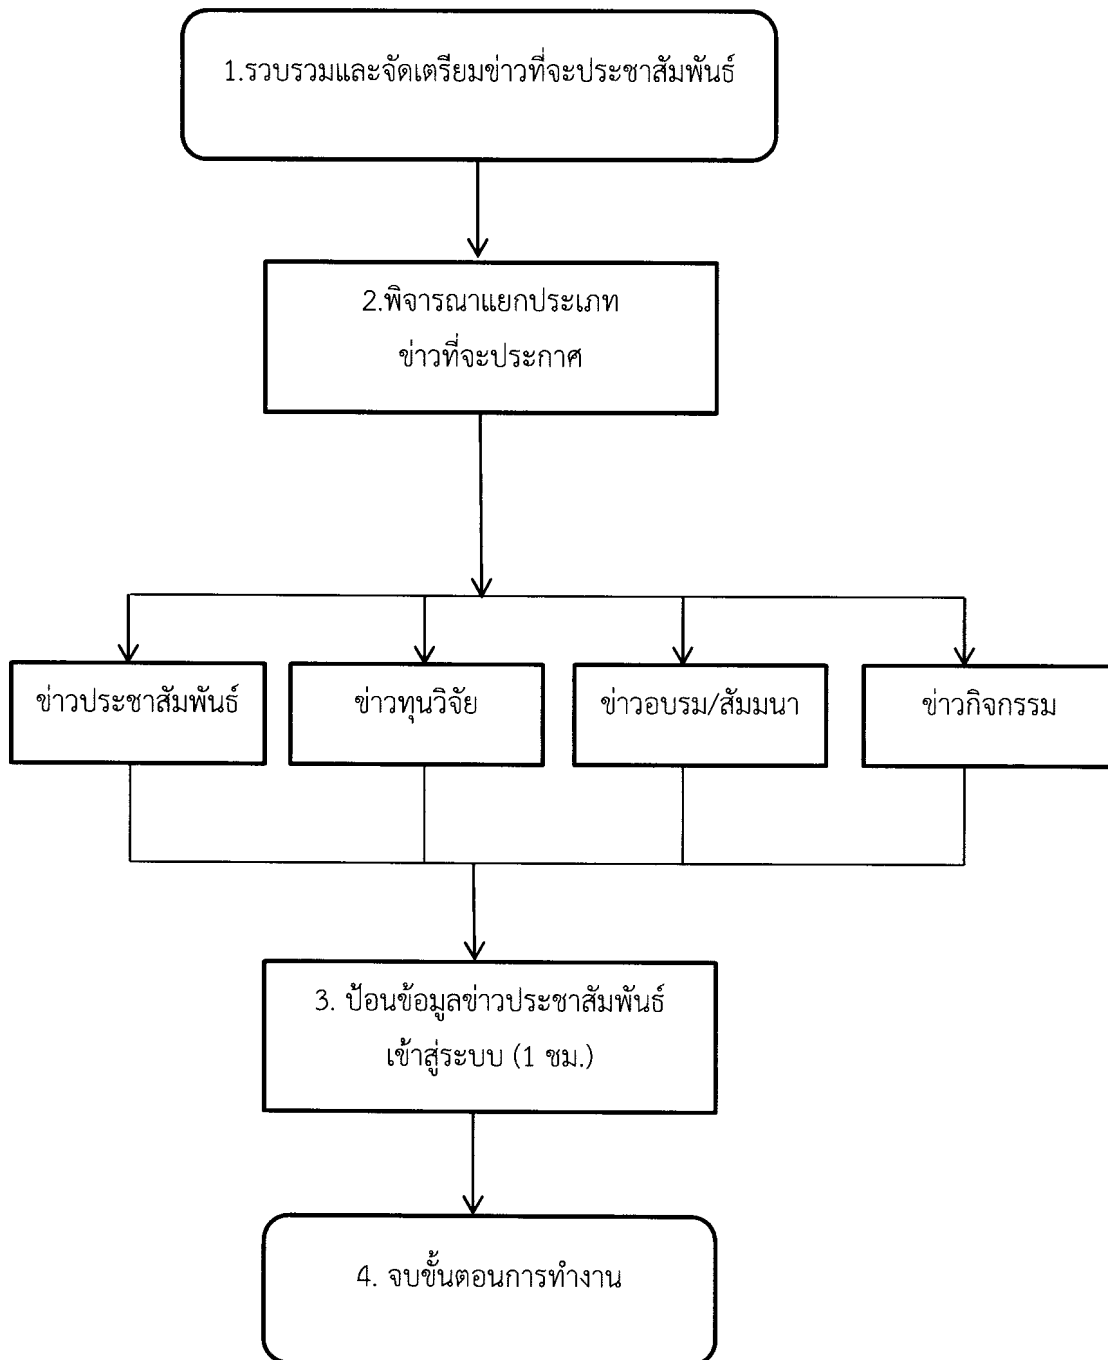 1.รวบรวมและจัดเตรียมข่าวที่จะประชาสัมพันธ์
2.พิจารณาแยกประเภท
ข่าวที่จะประกาศ
ข่าวประชาสัมพันธ์
ข่าวทุนวิจัย
ข่าวอบรม/สัมมนา
ข่าวกิจกรรม
3. ป้อนข้อมูลข่าวประชาสัมพันธ์
เข้าสู่ระบบ (1 ชม.)
4. จบขั้นตอนการทำงาน